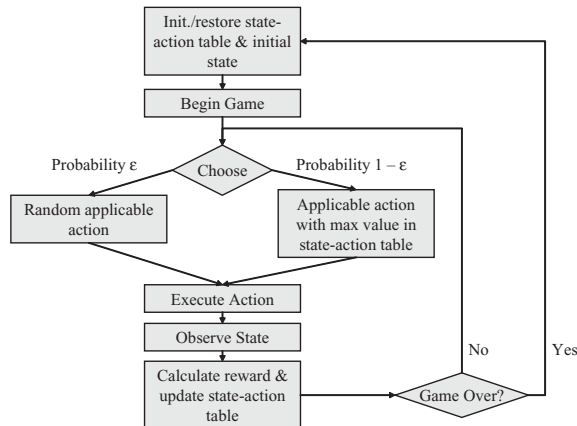 Init./restore state-
action table & initial
state
Begin Game
Choose
Probability ε
Probability 1 – ε
Random applicable
action
Applicable action
with max value in
state-action table
Execute Action
Observe State
Calculate reward &
update state-action
table
Game Over?
No
Yes